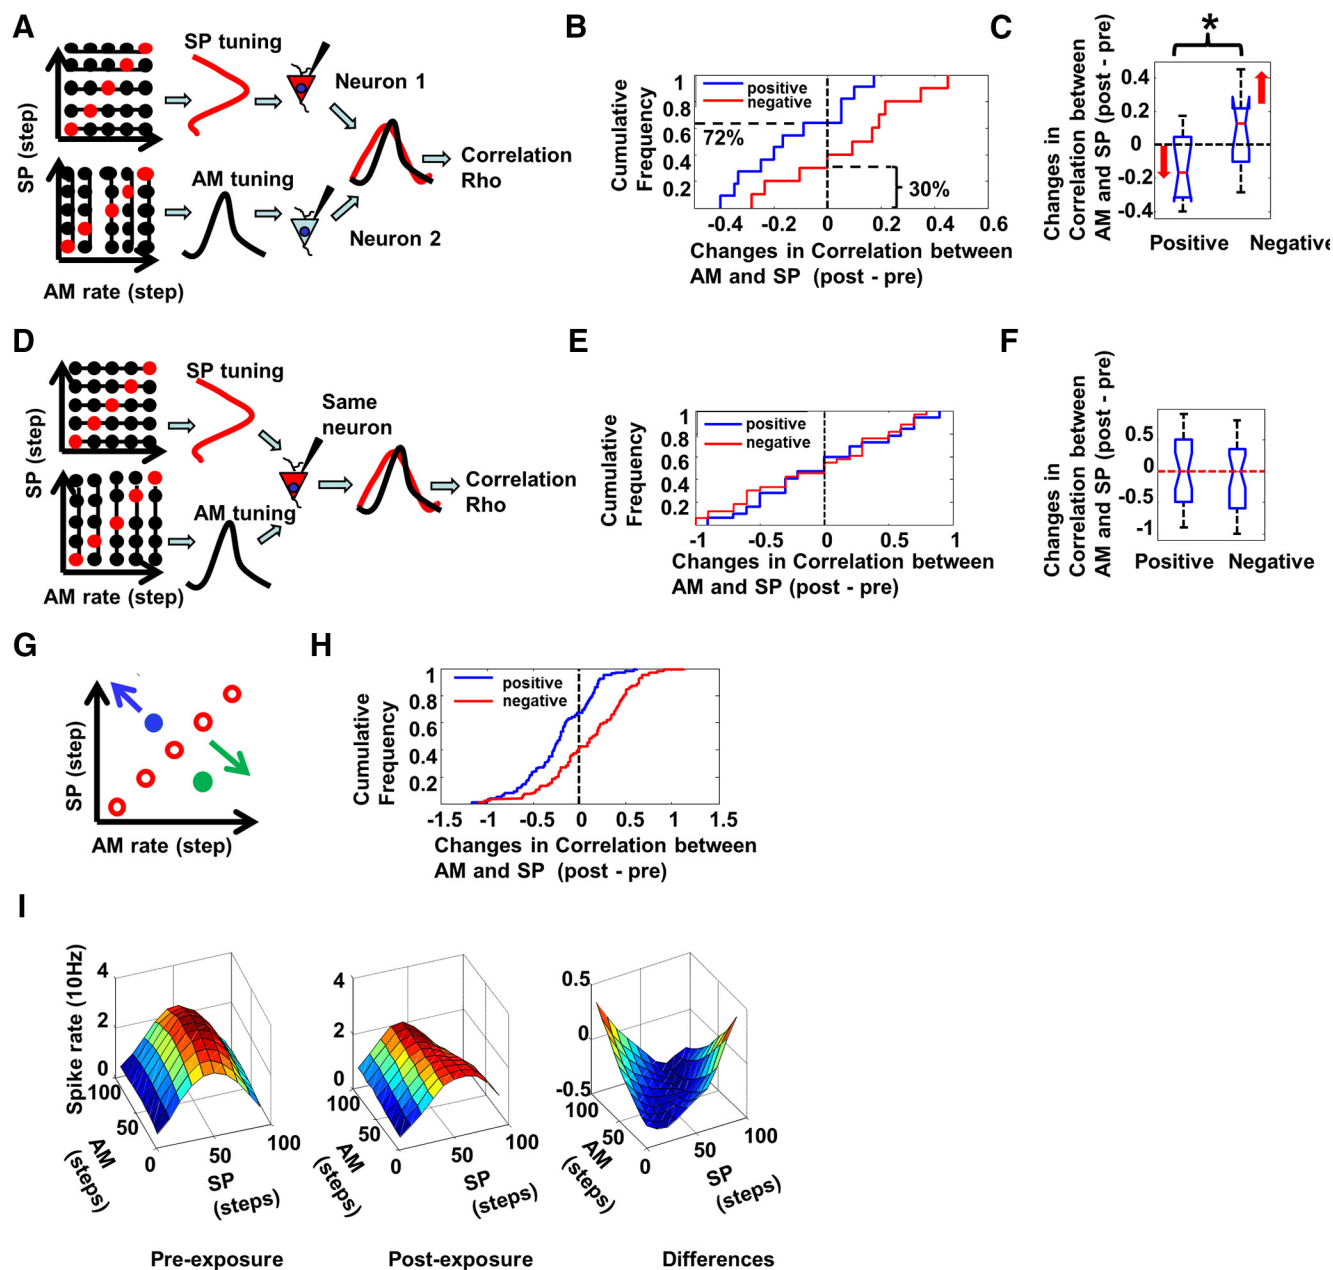 A
SP (step)
SP tuning
Neuron 1
AM tuning
Neuron 2
AM rate (step)
Correlation
Rho
B
Cumulative
Frequency
1
0.8
0.6
0.4
0.2
positive
negative
72%
30%
-0.4
-0.2
0
0.2
0.4
0.6
Changes in Correlation between
AM and SP (post - pre)
C
Changes in
Correlation between
AM and SP (post - pre)
*
0.4
0.2
0
-0.2
-0.4
Positive
Negative
D
SP (step)
SP tuning
Same
neuron
AM tuning
AM rate (step)
Correlation
Rho
E
Cumulative
Frequency
1
0.8
0.6
0.4
0.2
positive
negative
-1
-0.5
0
0.5
1
Changes in Correlation between
AM and SP (post - pre)
F
Changes in
Correlation between
AM and SP (post - pre)
0.5
0
-0.5
-1
Positive
Negative
G
SP (step)
AM rate (step)
H
Cumulative
Frequency
1
0.8
0.6
0.4
0.2
positive
negative
-1.5
-1
-0.5
0
0.5
1
1.5
Changes in Correlation between
AM and SP (post - pre)
I
Spike rate (10Hz)
4
2
0
100
50
0
AM
(steps)
50
100
SP
(steps)
Pre-exposure
4
2
0
100
50
0
AM
(steps)
50
100
SP
(steps)
Post-exposure
0.5
0
-0.5
100
50
0
AM
(steps)
50
100
SP
(steps)
Differences